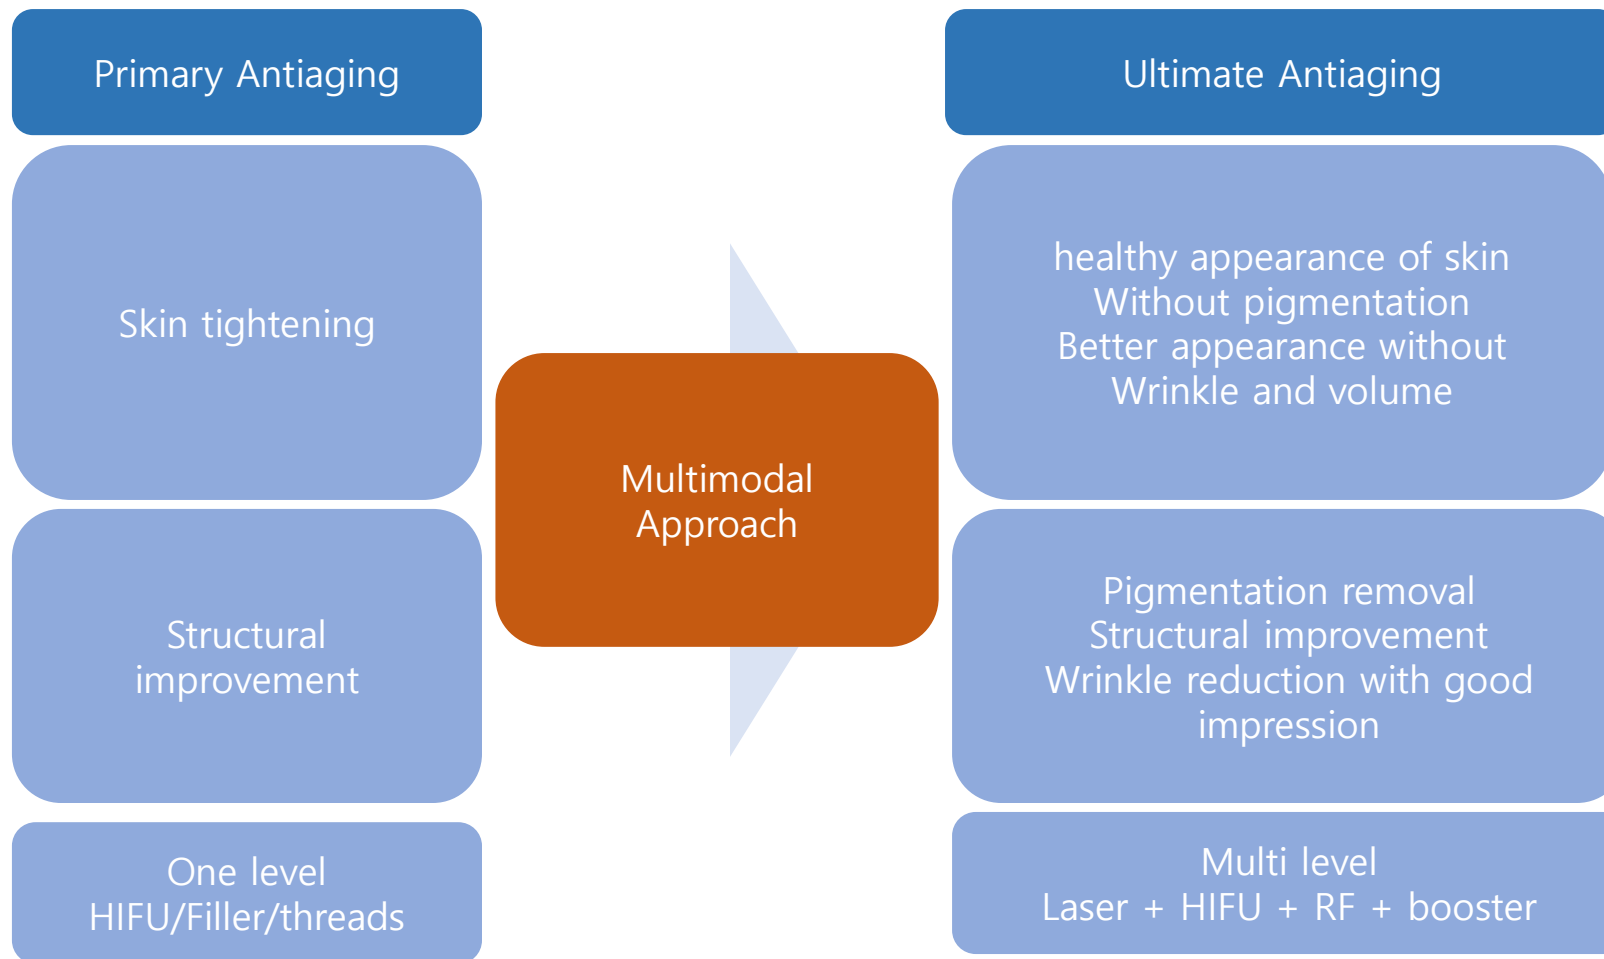 Primary Antiaging
Skin tightening
Structural
improvement
One level
HIFU/Filler/threads
Multimodal
Approach
Ultimate Antiaging
healthy appearance of skin
Without pigmentation
Better appearance without
Wrinkle and volume
Pigmentation removal
Structural improvement
Wrinkle reduction with good
impression
Multi level
Laser + HIFU + RF + booster